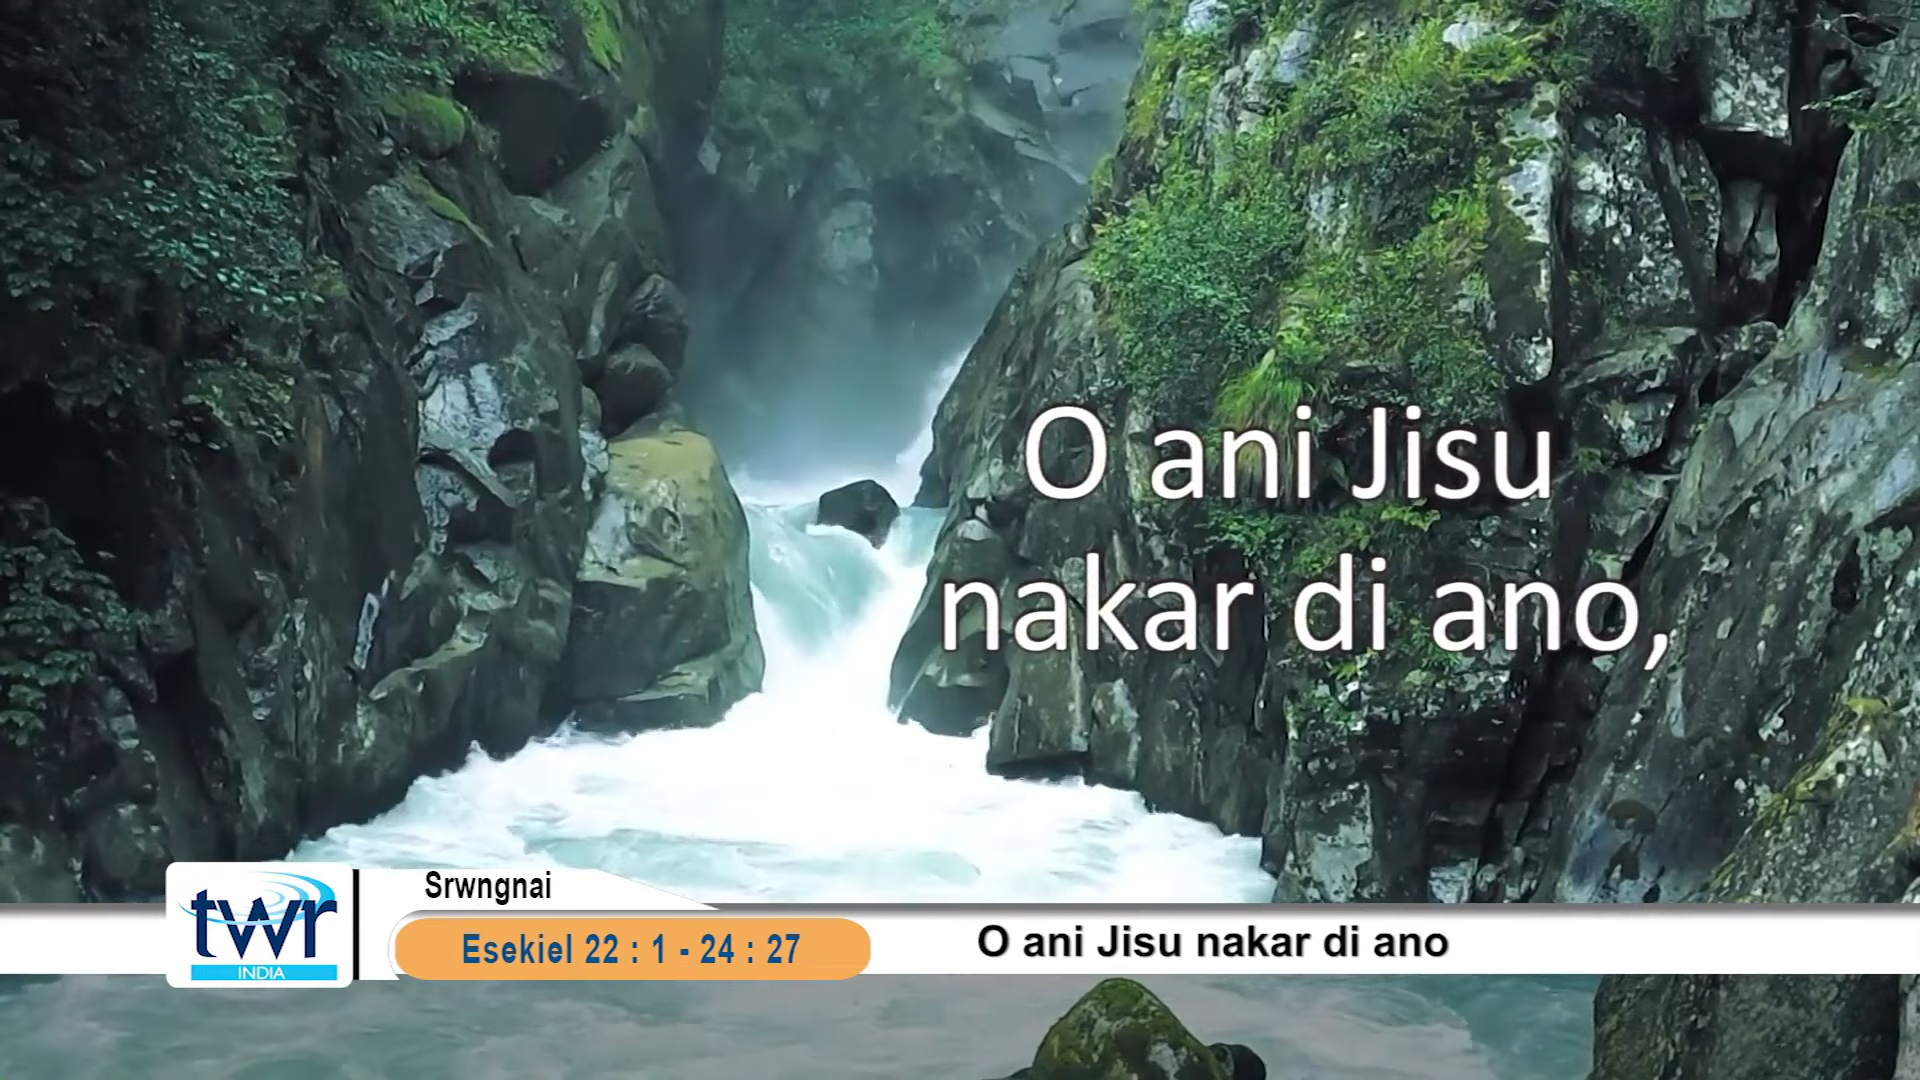 O ani Jisu
nakar di ano,
twr
INDIA
Srwngnai
Esekiel 22 : 1 - 24 : 27
O ani Jisu nakar di ano